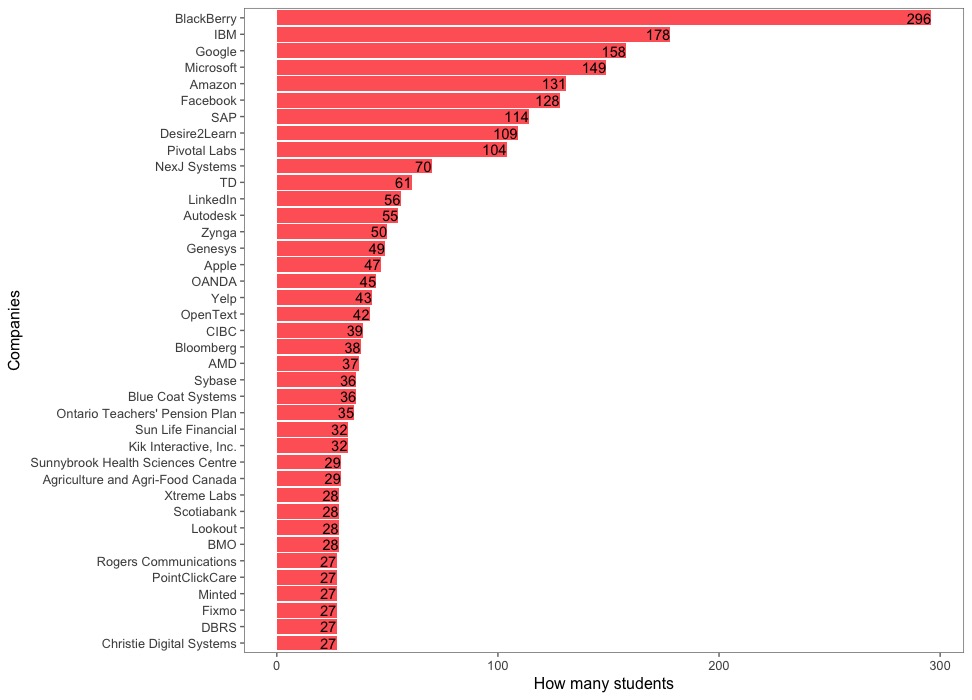 BlackBerry 296
IBM 178
Google 158
Microsoft 149
Amazon 131
Facebook 128
SAP 114
Desire2Learn 109
Pivotal Labs 104
NexJ Systems 70
TD 61
LinkedIn 56
Autodesk 55
Zynga 50
Genesys 49
Apple 47
OANDA 45
Yelp 43
OpenText 42
CIBC 39
Bloomberg 38
AMD 37
Sybase 36
Blue Coat Systems 36
Ontario Teachers' Pension Plan 35
Sun Life Financial 32
Kik Interactive, Inc. 32
Sunnybrook Health Sciences Centre 29
Agriculture and Agri-Food Canada 29
Xtreme Labs 28
Scotiabank 28
Lookout 28
BMO 28
Rogers Communications 27
PointClickCare 27
Minted 27
Fixmo 27
DBRS 27
Christie Digital Systems 27
0 100 200 300
How many students
Companies